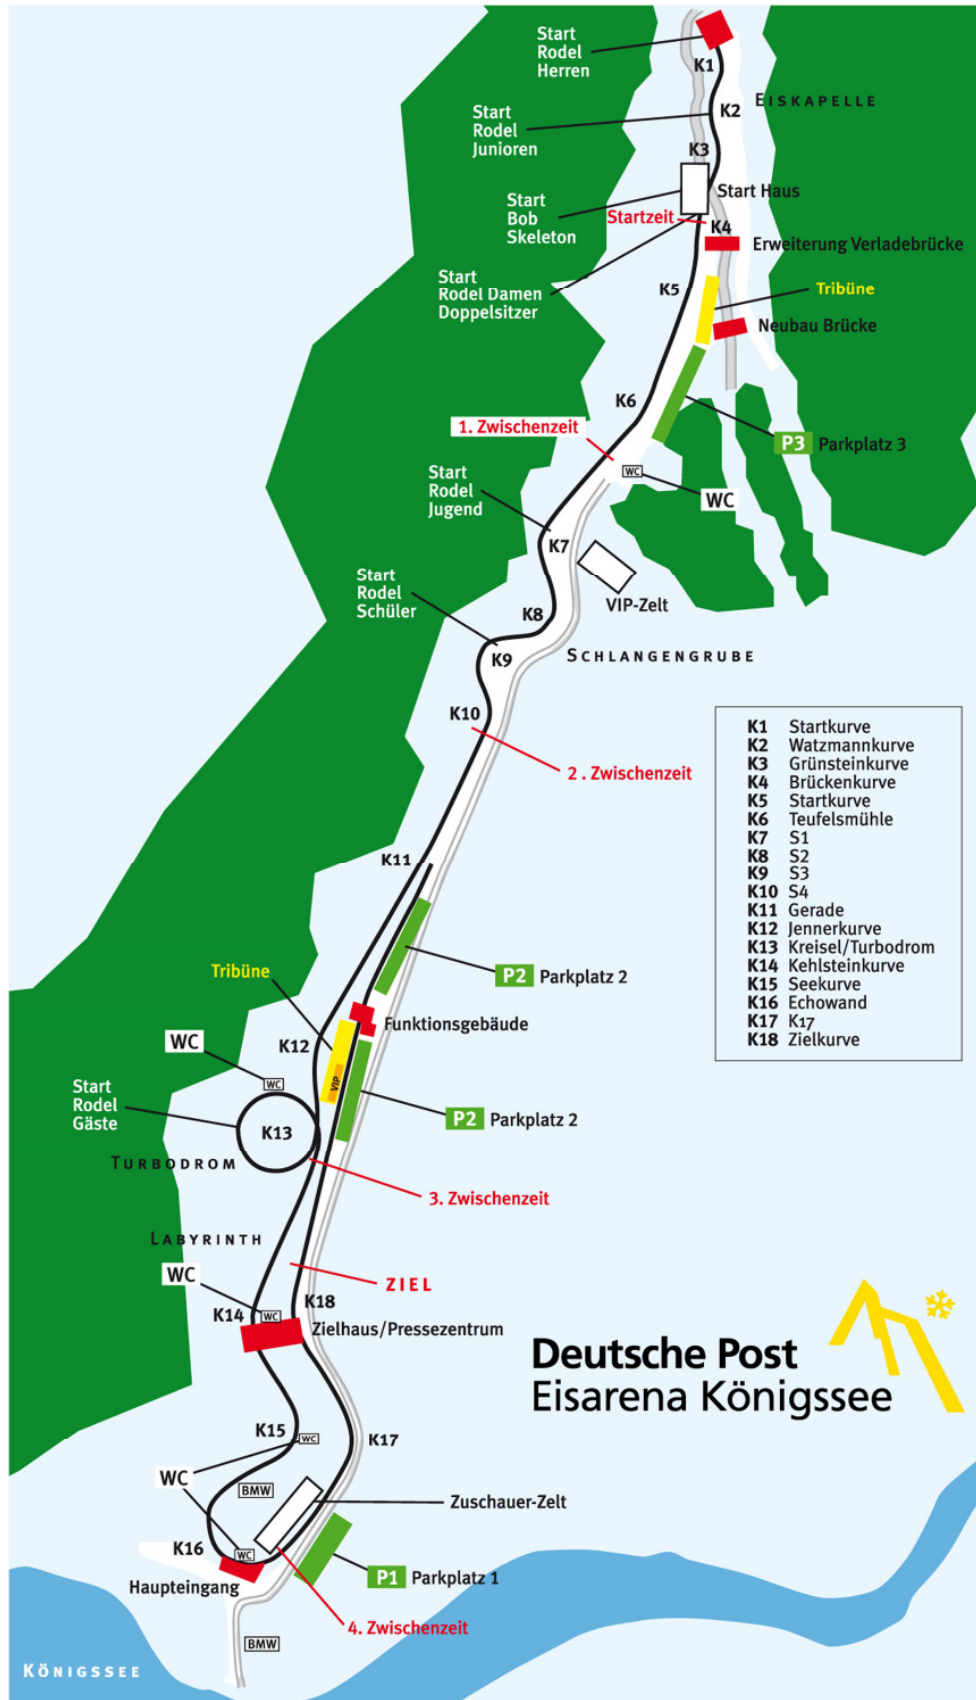 Start
Rodel
Herren
K1
EISKAPELLE
K2
Start
Rodel
Junioren
K3
Start Haus
Start
Bob
Skeleton
Startzeit
K4
Erweiterung Verladebrücke
Start
Rodel Damen
Doppelsitzer
K5
Tribüne
Neubau Brücke
K6
1. Zwischenzeit
P3 Parkplatz 3
WC
WC
Start
Rodel
Jugend
K7
Start
Rodel
Schüler
VIP-Zelt
K8
K9
SCHLANGENGRUBE
K10
2 . Zwischenzeit
K1 Startkurve
K2 Watzmannkurve
K3 Grünsteinkurve
K4 Brückenkurve
K5 Startkurve
K6 Teufelsmühle
K7 S1
K8 S2
K9 S3
K10 S4
K11 Gerade
K12 Jennerkurve
K13 Kreisel/Turbodrom
K14 Kehlsteinkurve
K15 Seekurve
K16 Echowand
K17 K17
K18 Zielkurve
K11
Tribüne
P2 Parkplatz 2
Funktionsgebäude
WC
K12
VIP
WC
Start
Rodel
Gäste
K13
P2 Parkplatz 2
TURBODROM
3. Zwischenzeit
LABYRINTH
WC
ZIEL
K14
WC
K18
Zielhaus/Pressezentrum
Deutsche Post
Eisarena Königssee
K15
WC
K17
WC
BMW
Zuschauer-Zelt
K16
WC
Haupteingang
P1 Parkplatz 1
4. Zwischenzeit
BMW
KÖNIGSSEE